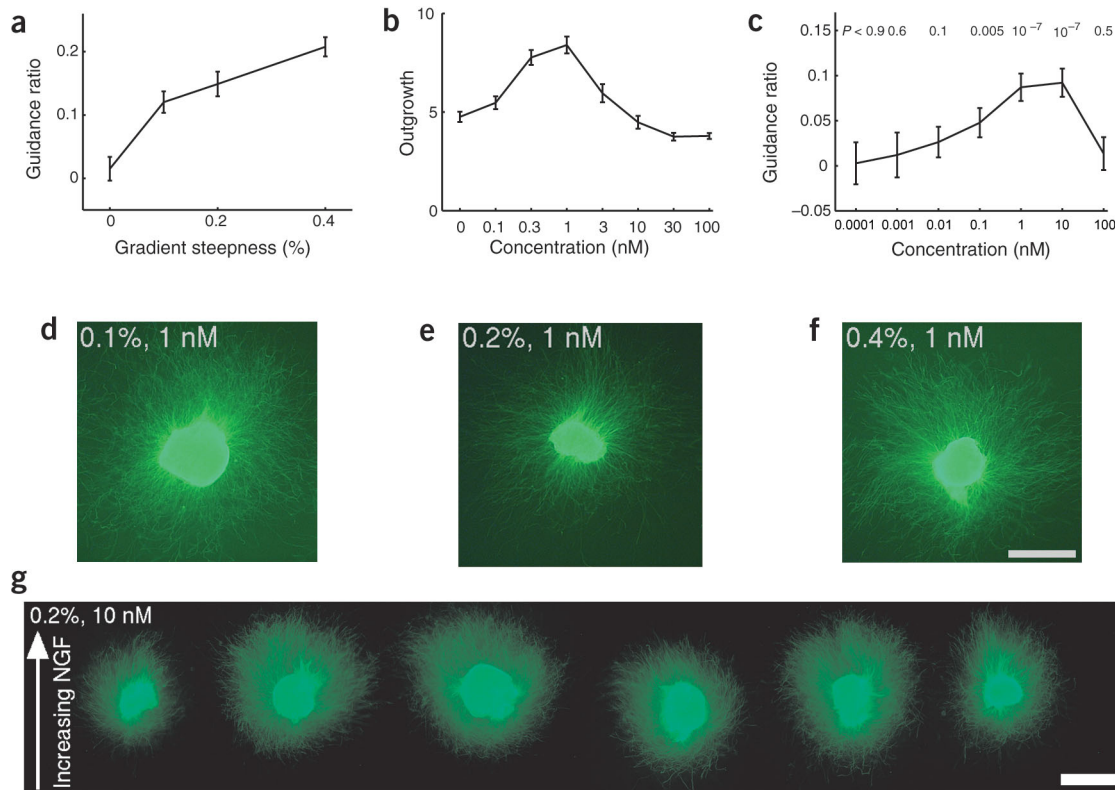 a
Guidance ratio
0.2
0.1
0
0 0.2 0.4
Gradient steepness (%)
b
Outgrowth
10
5
0
0 0.1 0.3 1 3 10 30 100
Concentration (nM)
c
Guidance ratio
P < 0.9 0.6 0.1 0.005 10⁻⁷ 10⁻⁷ 0.5
0.15
0.1
0.05
0
−0.05
0.0001 0.001 0.01 0.1 1 10 100
Concentration (nM)
d
0.1%, 1 nM
e
0.2%, 1 nM
f
0.4%, 1 nM
g
0.2%, 10 nM
Increasing NGF